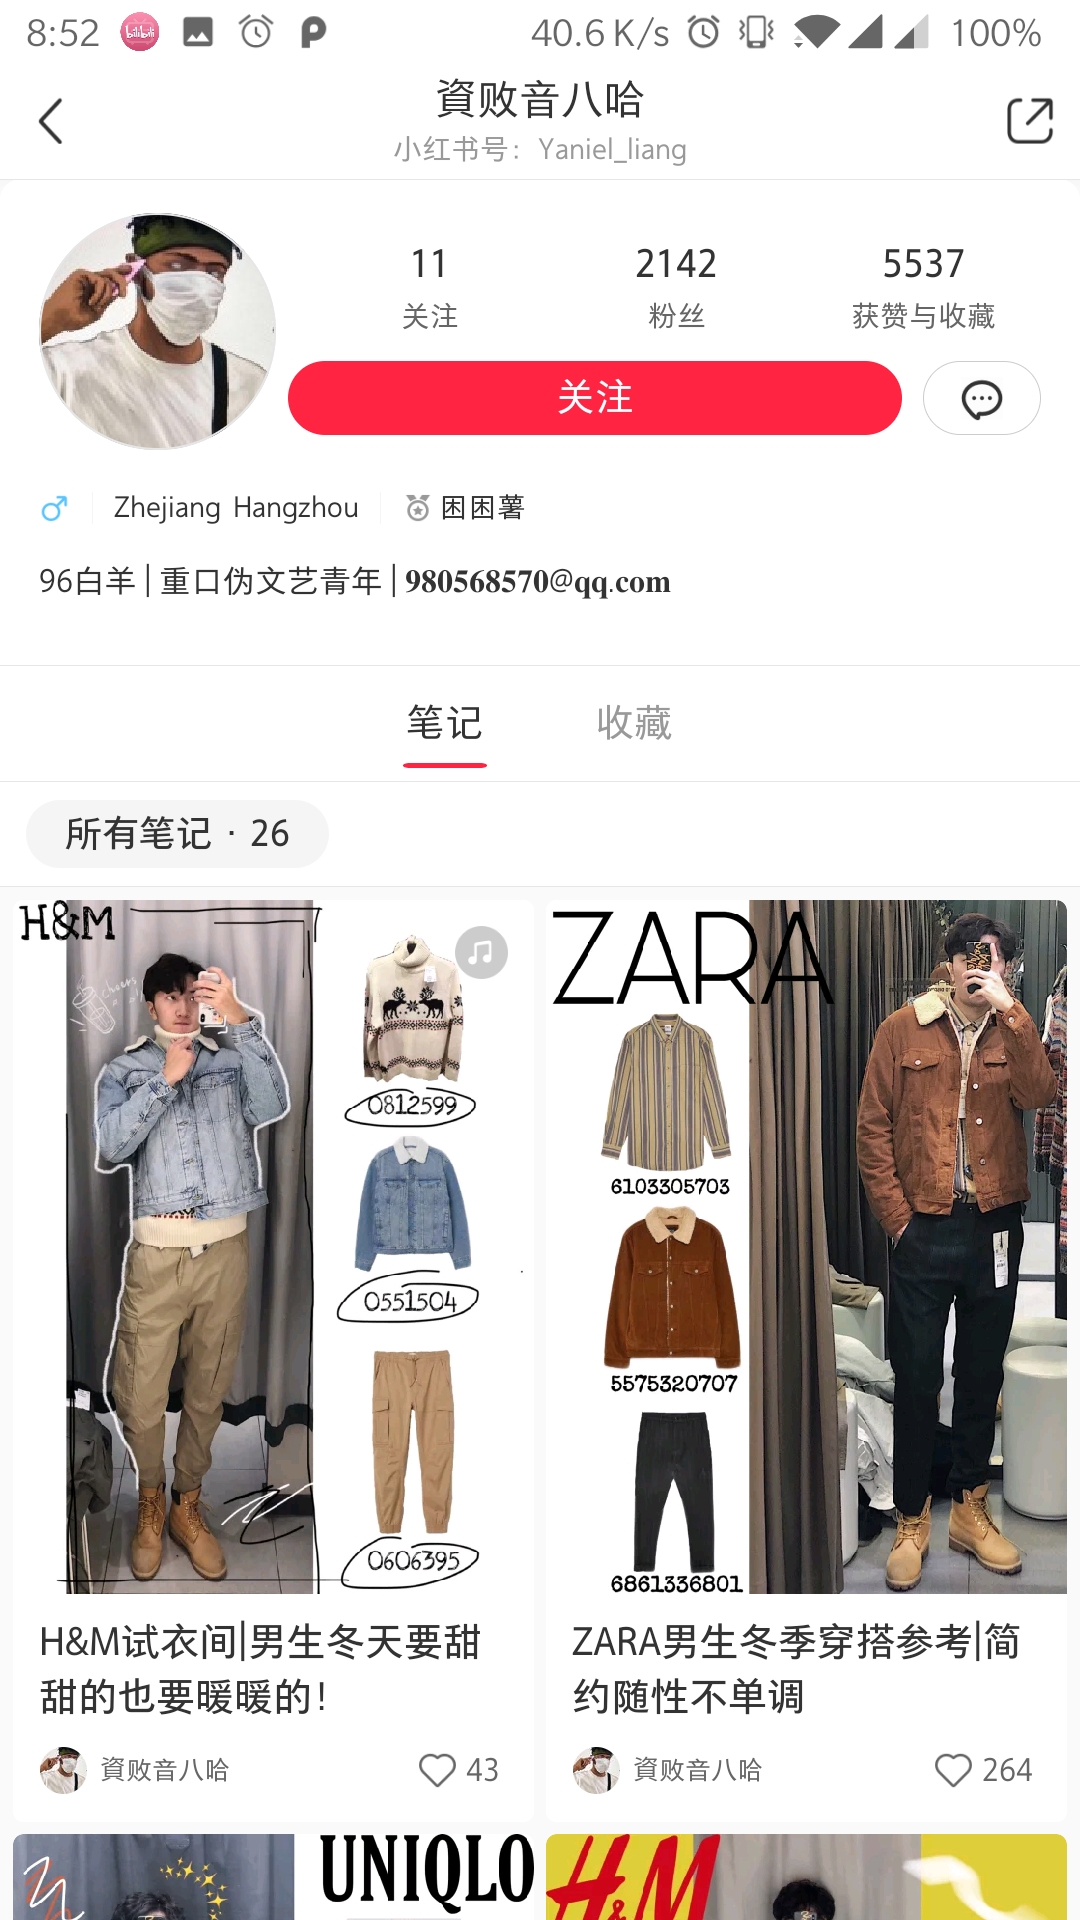 8:52 bilibili 40.6 K/s 100%
資败音八哈
小红书号：Yaniel_liang
11 2142 5537
关注 粉丝 获赞与收藏
关注
Zhejiang Hangzhou 困困薯
96白羊 | 重口伪文艺青年 | 980568570@qq.com
笔记 收藏
所有笔记 · 26
H&M
cheers
0812599
0551504
0606395
H&M试衣间|男生冬天要甜
甜的也要暖暖的！
資败音八哈 43
ZARA
6103305703
5575320707
6861336801
ZARA男生冬季穿搭参考|简
约随性不单调
資败音八哈 264
UNIQLO
H&M